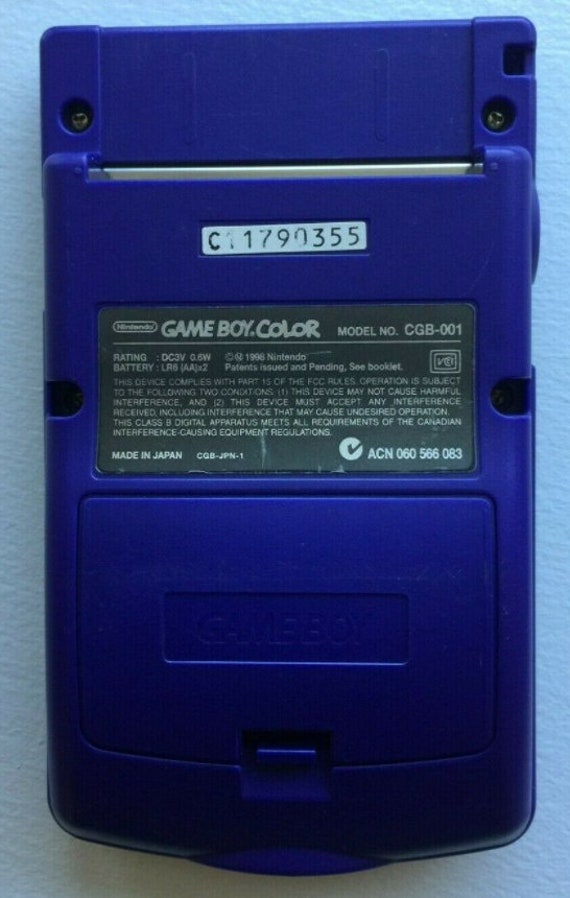 C11790355
Nintendo GAME BOY COLOR MODEL NO. CGB-001
RATING : DC3V 0.6W ©Ⓜ1998 Nintendo
BATTERY : LR6 (AA)x2 Patents issued and Pending, See booklet.
THIS DEVICE COMPLIES WITH PART 15 OF THE FCC RULES. OPERATION IS SUBJECT
TO THE FOLLOWING TWO CONDITIONS. (1) THIS DEVICE MAY NOT CAUSE HARMFUL
INTERFERENCE, AND (2) THIS DEVICE MUST ACCEPT ANY INTERFERENCE
RECEIVED, INCLUDING INTERFERENCE THAT MAY CAUSE UNDESIRED OPERATION.
THIS CLASS B DIGITAL APPARATUS MEETS ALL REQUIREMENTS OF THE CANADIAN
INTERFERENCE-CAUSING EQUIPMENT REGULATIONS.
MADE IN JAPAN CGB-JPN-1 ACN 060 566 083
GAME BOY